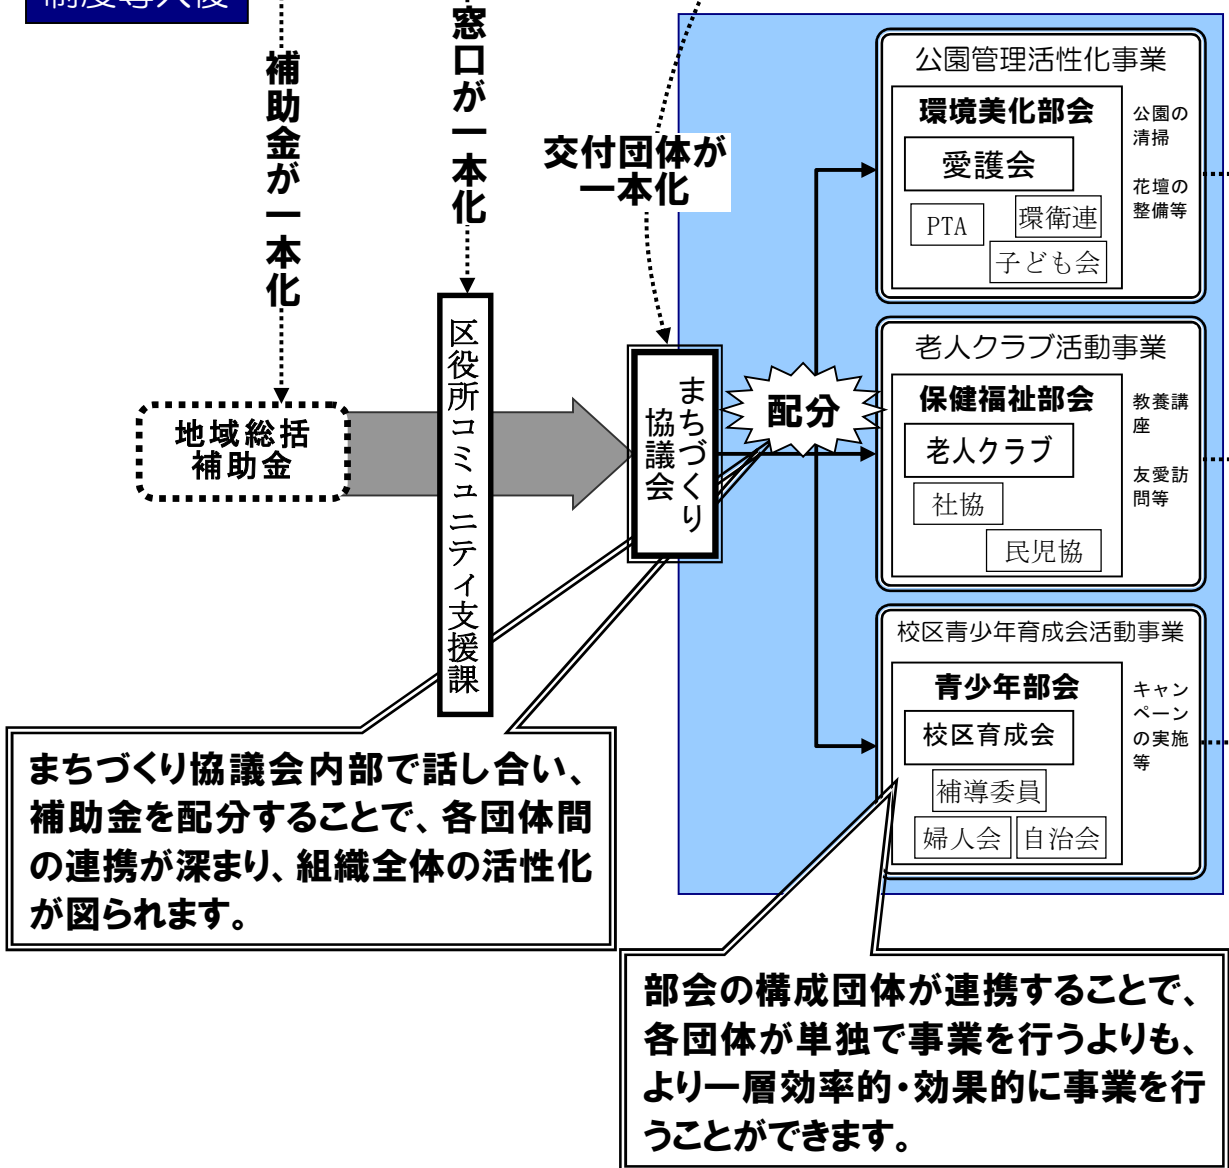 制度導入後
補助金が一本化
窓口が一本化
交付団体が
一本化
地域総括
補助金
区役所コミュニティ支援課
まちづくり
協議会
配分
公園管理活性化事業
環境美化部会
愛護会
PTA
環衛連
子ども会
公園の
清掃
花壇の
整備等
老人クラブ活動事業
保健福祉部会
老人クラブ
社協
民児協
教養講
座
友愛訪
問等
校区青少年育成会活動事業
青少年部会
校区育成会
補導委員
婦人会
自治会
キャン
ペーン
の実施
等
まちづくり協議会内部で話し合い、
補助金を配分することで、各団体間
の連携が深まり、組織全体の活性化
が図られます。
部会の構成団体が連携することで、
各団体が単独で事業を行うよりも、
より一層効率的・効果的に事業を行
うことができます。